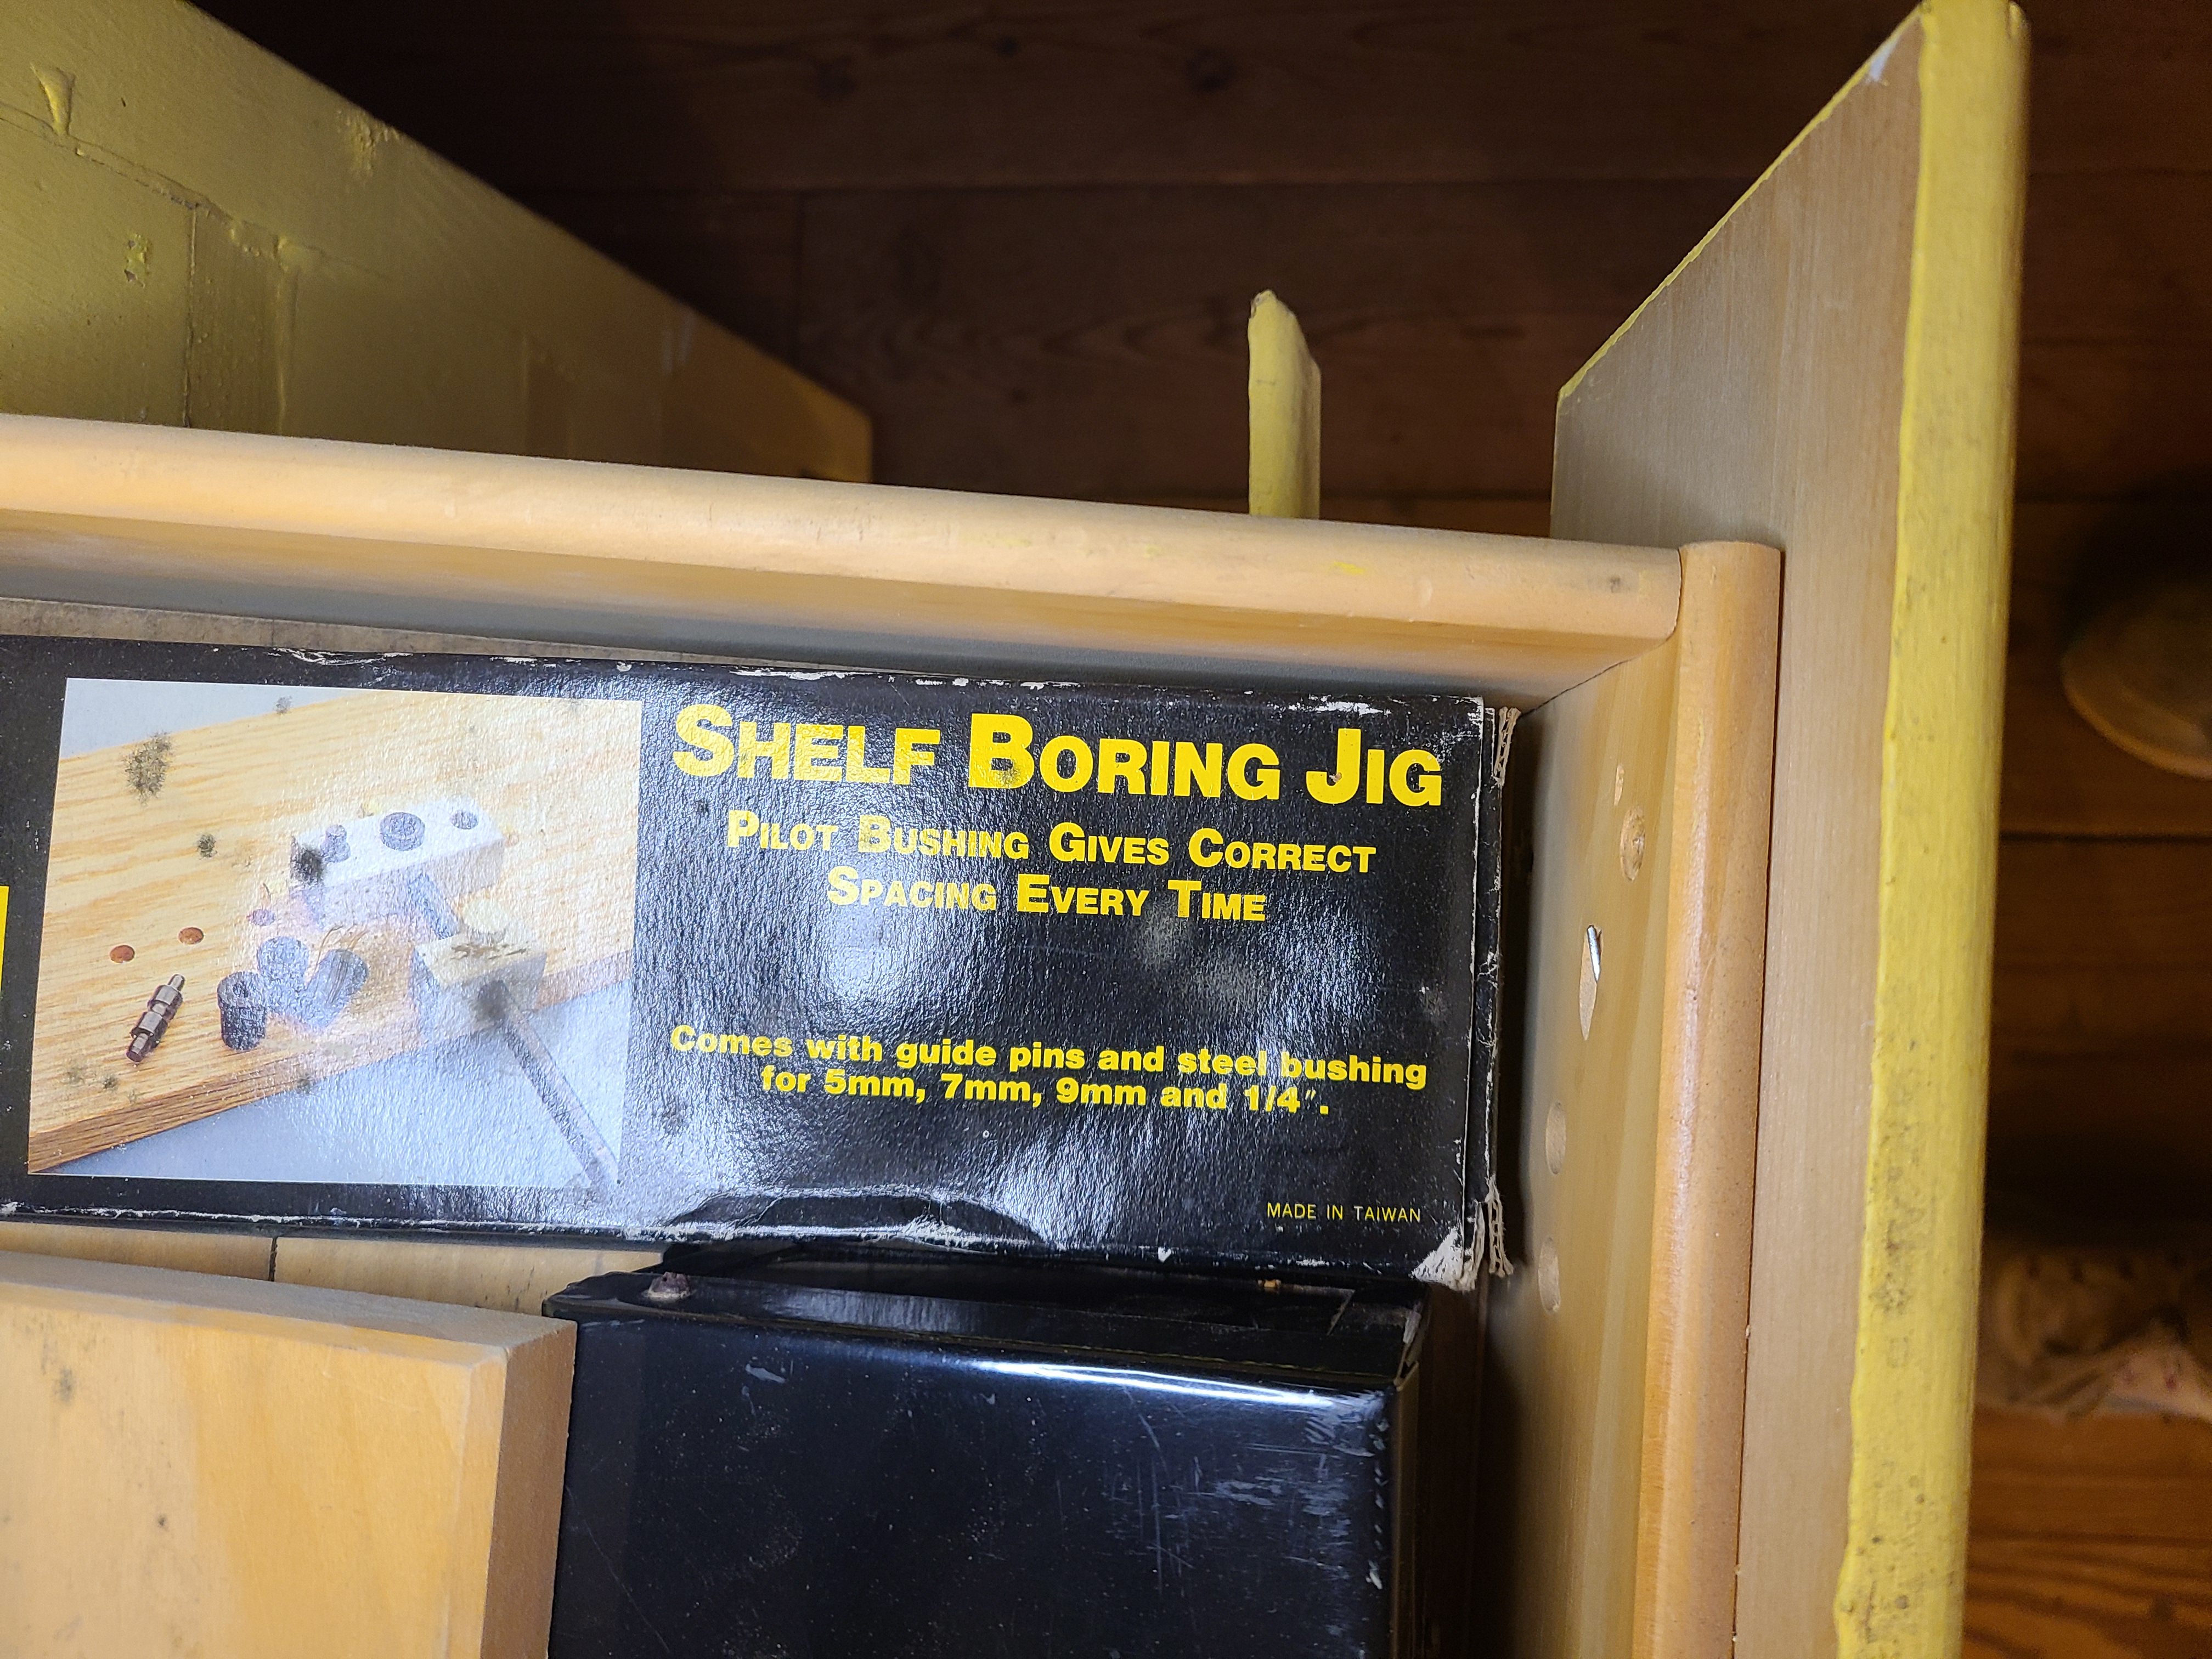 SHELF BORING JIG
PILOT BUSHING GIVES CORRECT
SPACING EVERY TIME
Comes with guide pins and steel bushing
for 5mm, 7mm, 9mm and 1/4".
MADE IN TAIWAN